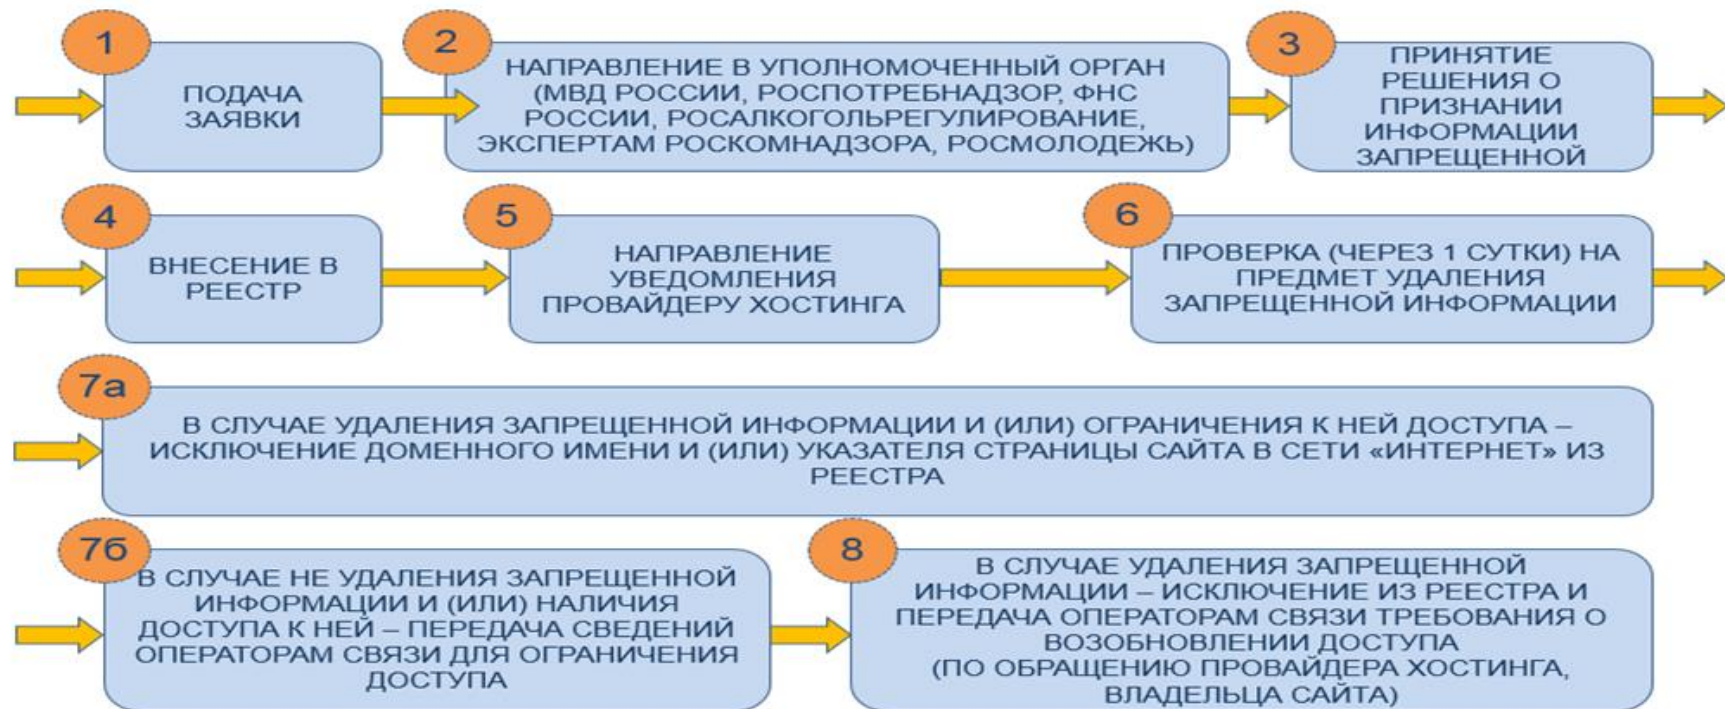 1
ПОДАЧА
ЗАЯВКИ
2
НАПРАВЛЕНИЕ В УПОЛНОМОЧЕННЫЙ ОРГАН
(МВД РОССИИ, РОСПОТРЕБНАДЗОР, ФНС
РОССИИ, РОСАЛКОГОЛЬРЕГУЛИРОВАНИЕ,
ЭКСПЕРТАМ РОСКОМНАДЗОРА, РОСМОЛОДЕЖЬ)
3
ПРИНЯТИЕ
РЕШЕНИЯ О
ПРИЗНАНИИ
ИНФОРМАЦИИ
ЗАПРЕЩЕННОЙ
4
ВНЕСЕНИЕ В
РЕЕСТР
5
НАПРАВЛЕНИЕ
УВЕДОМЛЕНИЯ
ПРОВАЙДЕРУ ХОСТИНГА
6
ПРОВЕРКА (ЧЕРЕЗ 1 СУТКИ) НА
ПРЕДМЕТ УДАЛЕНИЯ
ЗАПРЕЩЕННОЙ ИНФОРМАЦИИ
7а
В СЛУЧАЕ УДАЛЕНИЯ ЗАПРЕЩЕННОЙ ИНФОРМАЦИИ И (ИЛИ) ОГРАНИЧЕНИЯ К НЕЙ ДОСТУПА –
ИСКЛЮЧЕНИЕ ДОМЕННОГО ИМЕНИ И (ИЛИ) УКАЗАТЕЛЯ СТРАНИЦЫ САЙТА В СЕТИ «ИНТЕРНЕТ» ИЗ
РЕЕСТРА
7б
В СЛУЧАЕ НЕ УДАЛЕНИЯ ЗАПРЕЩЕННОЙ
ИНФОРМАЦИИ И (ИЛИ) НАЛИЧИЯ
ДОСТУПА К НЕЙ – ПЕРЕДАЧА СВЕДЕНИЙ
ОПЕРАТОРАМ СВЯЗИ ДЛЯ ОГРАНИЧЕНИЯ
ДОСТУПА
8
В СЛУЧАЕ УДАЛЕНИЯ ЗАПРЕЩЕННОЙ
ИНФОРМАЦИИ – ИСКЛЮЧЕНИЕ ИЗ РЕЕСТРА И
ПЕРЕДАЧА ОПЕРАТОРАМ СВЯЗИ ТРЕБОВАНИЯ О
ВОЗОБНОВЛЕНИИ ДОСТУПА
(ПО ОБРАЩЕНИЮ ПРОВАЙДЕРА ХОСТИНГА,
ВЛАДЕЛЬЦА САЙТА)